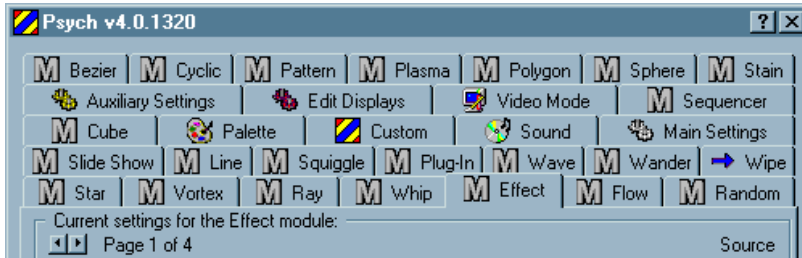 Psych v4.0.1320
Bezier Cyclic Pattern Plasma Polygon Sphere Stain
Auxiliary Settings Edit Displays Video Mode Sequencer
Cube Palette Custom Sound Main Settings
Slide Show Line Squiggle Plug-In Wave Wander Wipe
Star Vortex Ray Whip Effect Flow Random
Current settings for the Effect module:
Page 1 of 4 Source